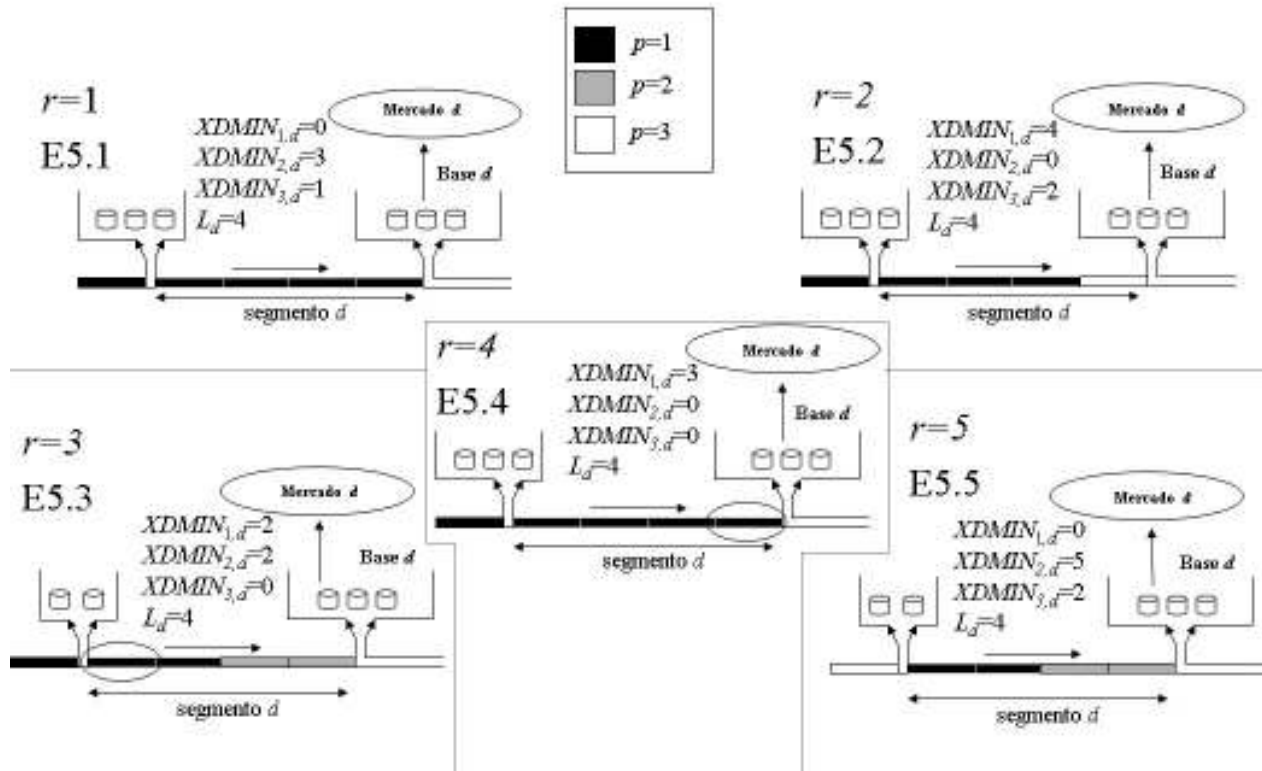 p=1
p=2
p=3
r=1
E5.1
XDMIN1,d=0
XDMIN2,d=3
XDMIN3,d=1
Ld=4
Mercado d
Base d
segmento d
r=2
E5.2
XDMIN1,d=4
XDMIN2,d=0
XDMIN3,d=2
Ld=4
Mercado d
Base d
segmento d
r=4
E5.4
XDMIN1,d=3
XDMIN2,d=0
XDMIN3,d=0
Ld=4
Mercado d
Base d
segmento d
r=3
E5.3
XDMIN1,d=2
XDMIN2,d=2
XDMIN3,d=0
Ld=4
Mercado d
Base d
segmento d
r=5
E5.5
XDMIN1,d=0
XDMIN2,d=5
XDMIN3,d=2
Ld=4
Mercado d
Base d
segmento d